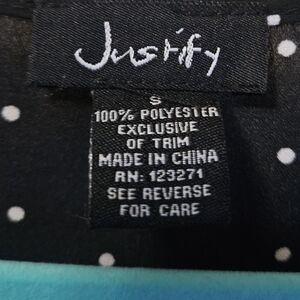 Justify
S
100% POLYESTER
EXCLUSIVE
OF TRIM
MADE IN CHINA
RN: 123271
SEE REVERSE
FOR CARE